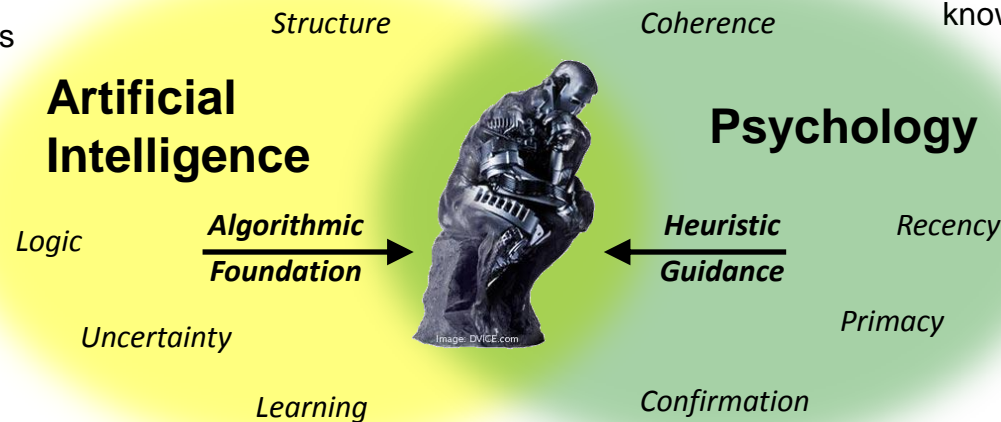 Structure
Coherence
Artificial
Intelligence
Psychology
Algorithmic
Foundation
Heuristic
Guidance
Logic
Recency
Uncertainty
Primacy
Image: DVICE.com
Learning
Confirmation